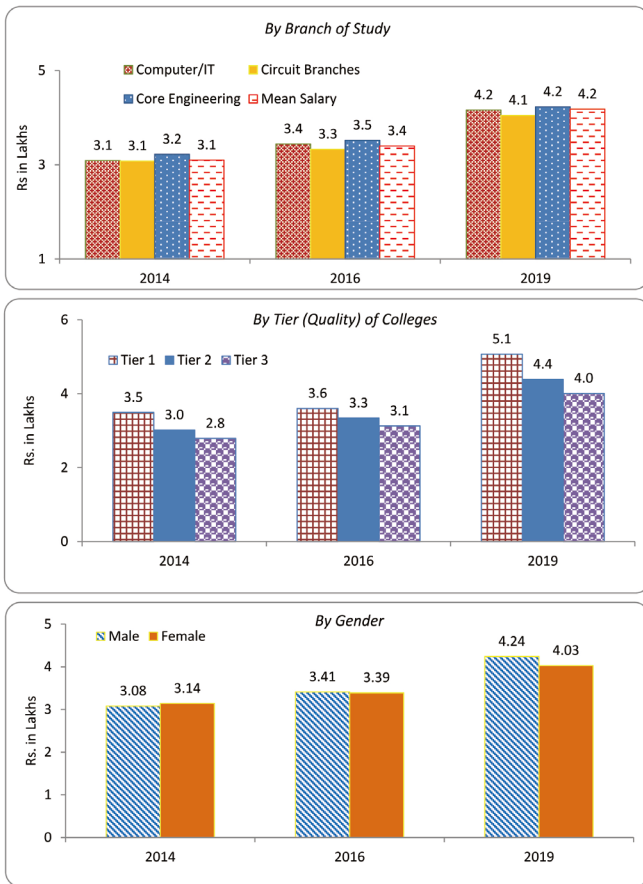 By Branch of Study
5
3
1
Rs in Lakhs
Computer/IT Circuit Branches
Core Engineering Mean Salary
3.1 3.1 3.2 3.1
3.4 3.3 3.5 3.4
4.2 4.1 4.2 4.2
2014 2016 2019
By Tier (Quality) of Colleges
6
4
2
0
Rs. in Lakhs
Tier 1 Tier 2 Tier 3
3.5 3.0 2.8
3.6 3.3 3.1
5.1 4.4 4.0
2014 2016 2019
By Gender
5
4
3
2
1
0
Rs. in Lakhs
Male Female
3.08 3.14
3.41 3.39
4.24 4.03
2014 2016 2019